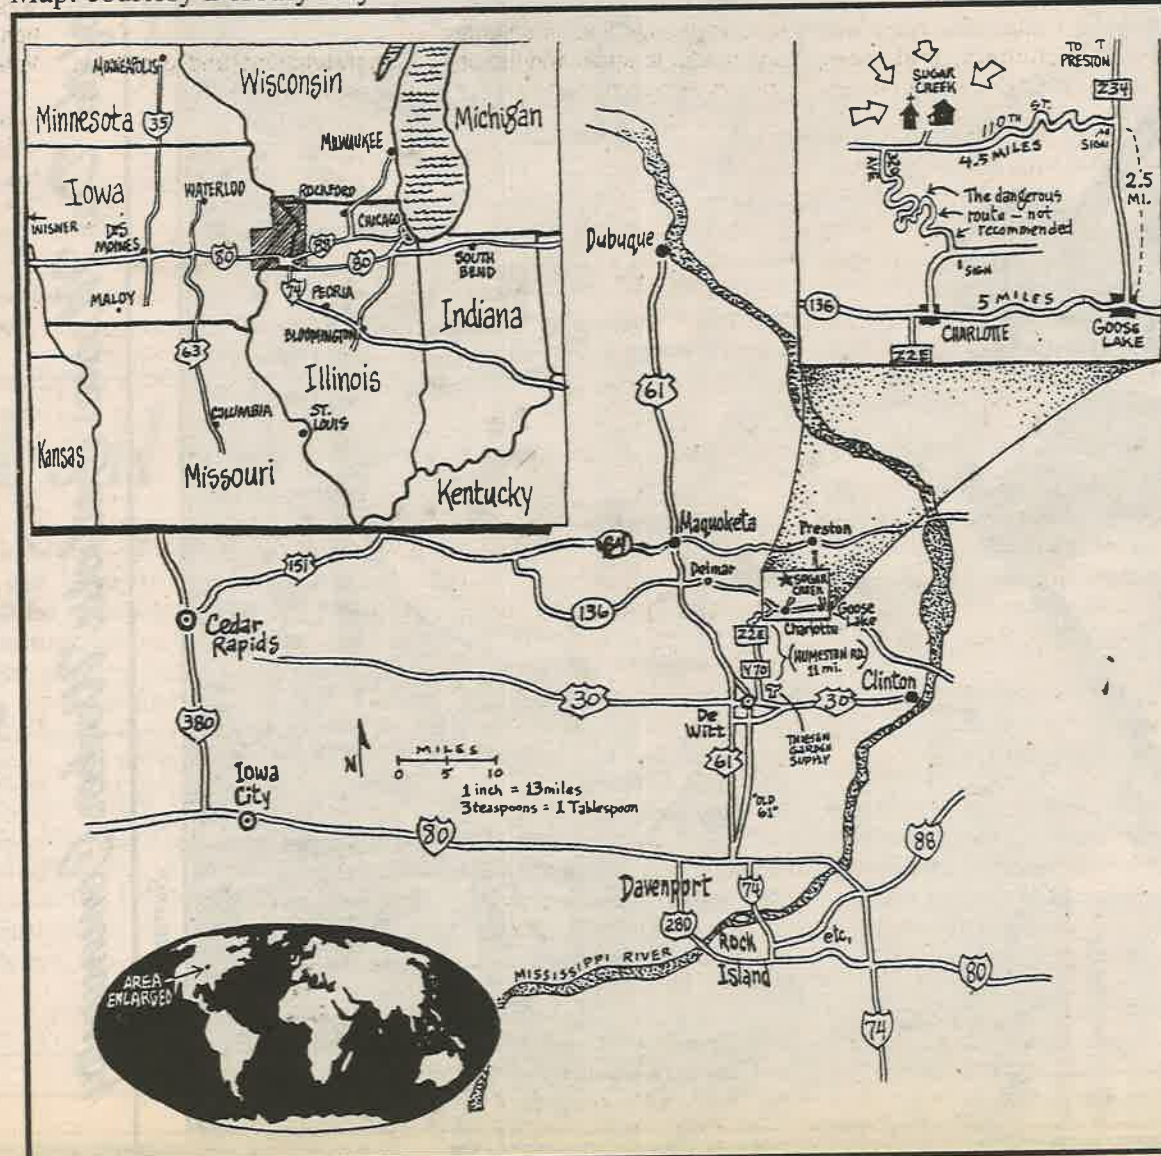 MINNEAPOLIS
Wisconsin
Minnesota
35
Michigan
MILWAUKEE
Iowa
WATERLOO
ROCKFORD
CHICAGO
WISNER
DES
MOINES
80
88
80
SOUTH
BEND
MALOY
74
PEORIA
BLOOMINGTON
Indiana
63
Illinois
COLUMBIA
ST.
LOUIS
Kansas
Missouri
Kentucky
TO
PRESTON
Z34
SUGAR
CREEK
110TH ST.
4.5 MILES
SIGN
AVE
2.5
MI.
The dangerous
route - not
recommended
SIGN
136
5 MILES
CHARLOTTE
GOOSE
LAKE
Z2E
Dubuque
61
Maquoketa
Preston
151
Delmar
SUGAR
CREEK
136
Goose
Lake
Charlotte
Cedar
Rapids
Z2E
(HUMESTON RD.
11 mi.)
Y70
Clinton
30
30
De
Witt
THIESEN
GARDEN
SUPPLY
380
61
N
MILES
0 5 10
1 inch = 13 miles
3 teaspoons = 1 Tablespoon
"OLD
61"
Iowa
City
80
88
Davenport
74
280
Rock
Island
etc.
MISSISSIPPI RIVER
80
74
AREA
ENLARGED